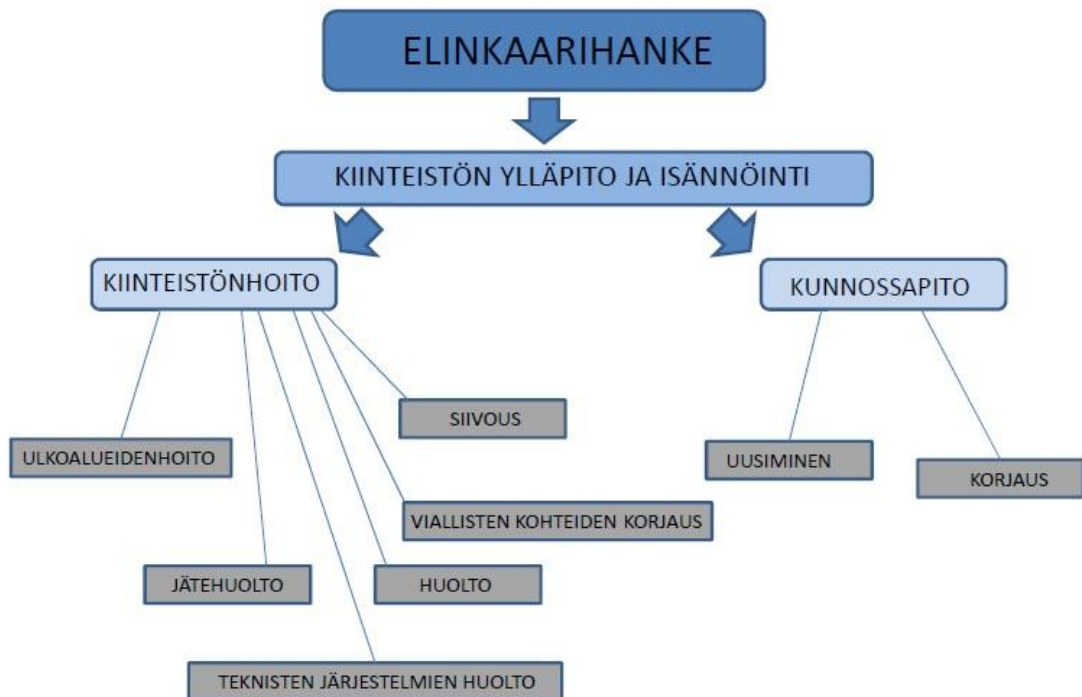 ELINKAARIHANKE
KIINTEISTÖN YLLÄPITO JA ISÄNNÖINTI
KIINTEISTÖNHOITO
KUNNOSSAPITO
SIIVOUS
ULKOALUEIDENHOITO
UUSIMINEN
KORJAUS
VIALLISTEN KOHTEIDEN KORJAUS
JÄTEHUOLTO
HUOLTO
TEKNISTEN JÄRJESTELMIEN HUOLTO